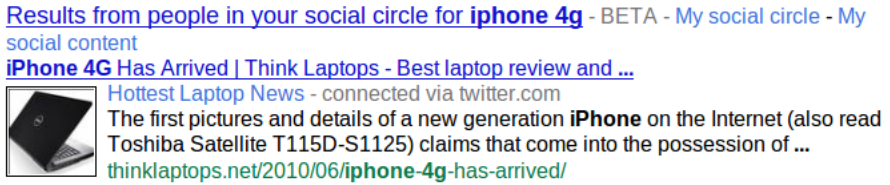 Results from people in your social circle for iphone 4g - BETA - My social circle - My
social content
iPhone 4G Has Arrived | Think Laptops - Best laptop review and ...
Hottest Laptop News - connected via twitter.com
The first pictures and details of a new generation iPhone on the Internet (also read
Toshiba Satellite T115D-S1125) claims that come into the possession of ...
thinklaptops.net/2010/06/iphone-4g-has-arrived/